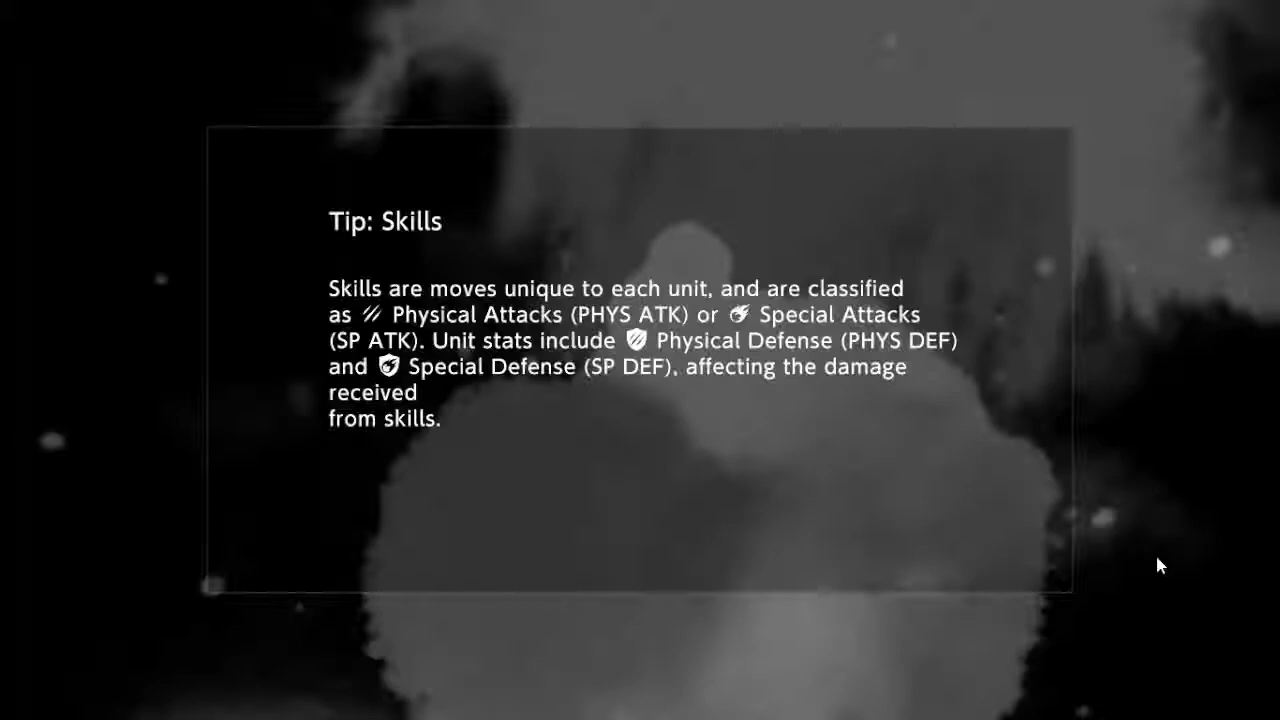 Tip: Skills
Skills are moves unique to each unit, and are classified
as Physical Attacks (PHYS ATK) or Special Attacks
(SP ATK). Unit stats include Physical Defense (PHYS DEF)
and Special Defense (SP DEF), affecting the damage
received
from skills.